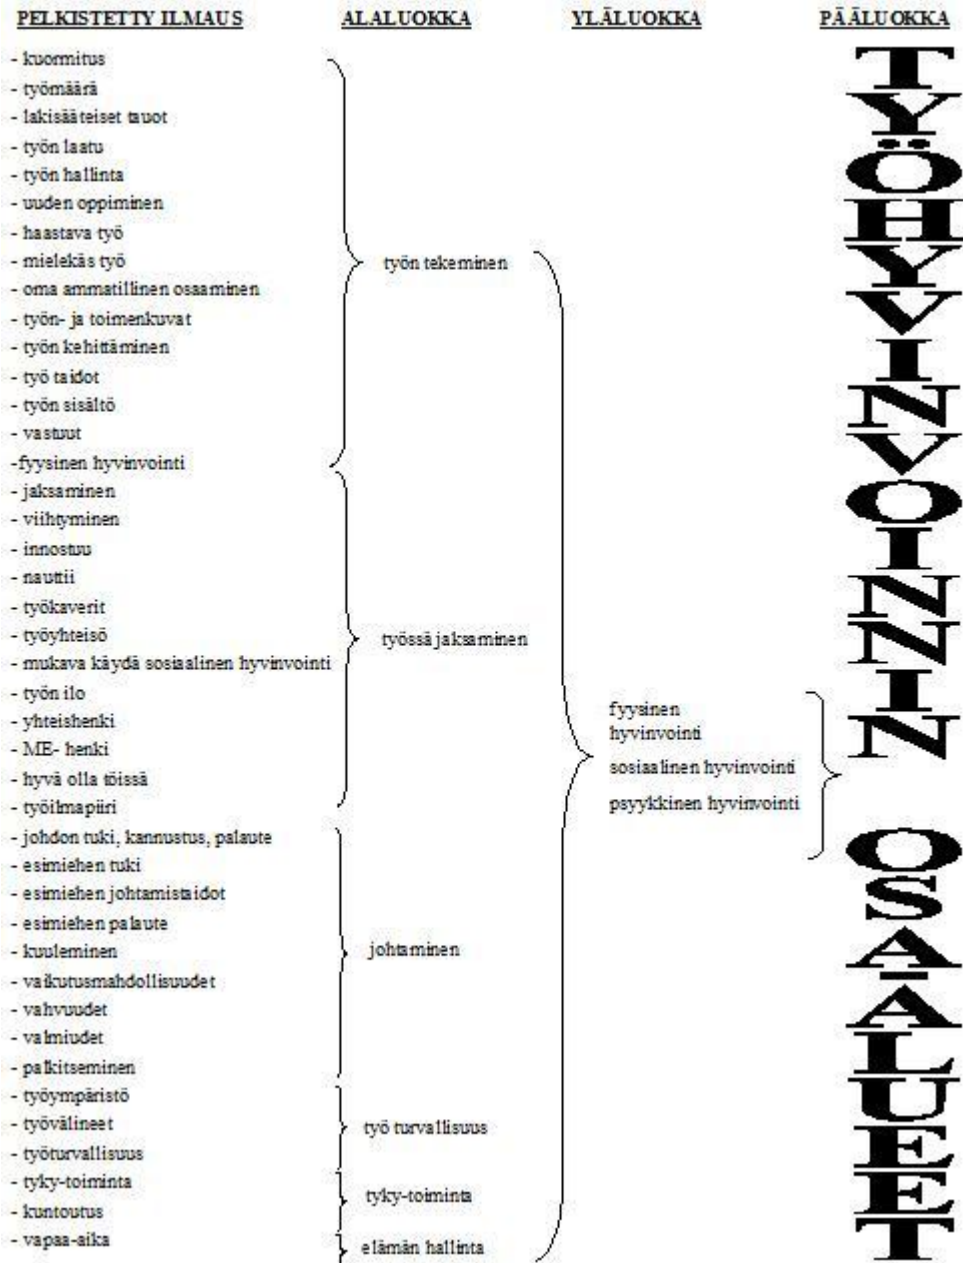 PELKISTETTY ILMAUS ALALUOKKA YLÄLUOKKA PÄÄLUOKKA
- kuormitus
- työmäärä
- lakisääteiset tauot
- työn laatu
- työn hallinta
- uuden oppiminen
- haastava työ
- mielekäs työ
- oma ammatillinen osaaminen
- työn- ja toimenkuvat
- työn kehittäminen
- työ taidot
- työn sisältö
- vastuut
-fyysinen hyvinvointi
työn tekeminen
- jaksaminen
- viihtyminen
- innostuu
- nauttii
- työkaverit
- työyhteisö
- mukava käydä sosiaalinen hyvinvointi
- työn ilo
- yhteishenki
- ME- henki
- hyvä olla töissä
- työilmapiiri
työssä jaksaminen
- johdon tuki, kannustus, palaute
- esimiehen tuki
- esimiehen johtamistaidot
- esimiehen palaute
- kuuleminen
- vaikutusmahdollisuudet
- vahvuudet
- valmiudet
- palkitseminen
johtaminen
- työympäristö
- työvälineet
- työturvallisuus
työ turvallisuus
- tyky-toiminta
- kuntoutus
tyky-toiminta
- vapaa-aika
elämän hallinta
fyysinen
hyvinvointi
sosiaalinen hyvinvointi
psyykkinen hyvinvointi
TYÖHYVINVOINNIN OSA-ALUEET